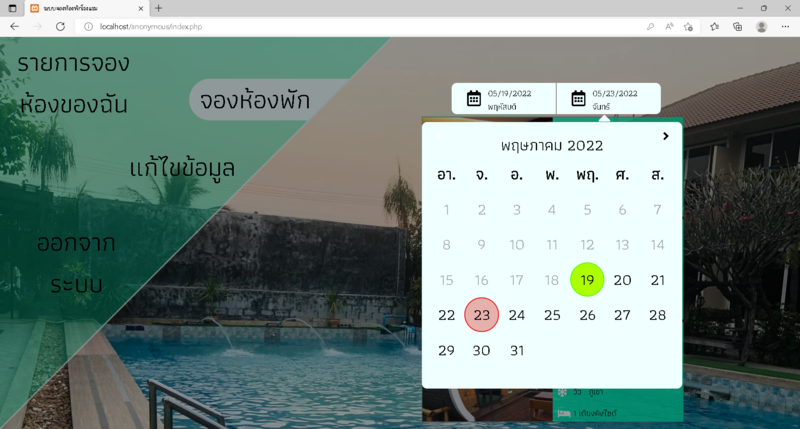 ระบบจองห้องพักโรงแรม
localhost/anonymous/index.php
รายการจอง
ห้องของฉัน
จองห้องพัก
แก้ไขข้อมูล
ออกจาก
ระบบ
05/19/2022
พฤหัสบดี
05/23/2022
จันทร์
พฤษภาคม 2022
อา. จ. อ. พ. พฤ. ศ. ส.
1 2 3 4 5 6 7
8 9 10 11 12 13 14
15 16 17 18 19 20 21
22 23 24 25 26 27 28
29 30 31
วิว : ภูเขา
1 เตียงคิงไซต์